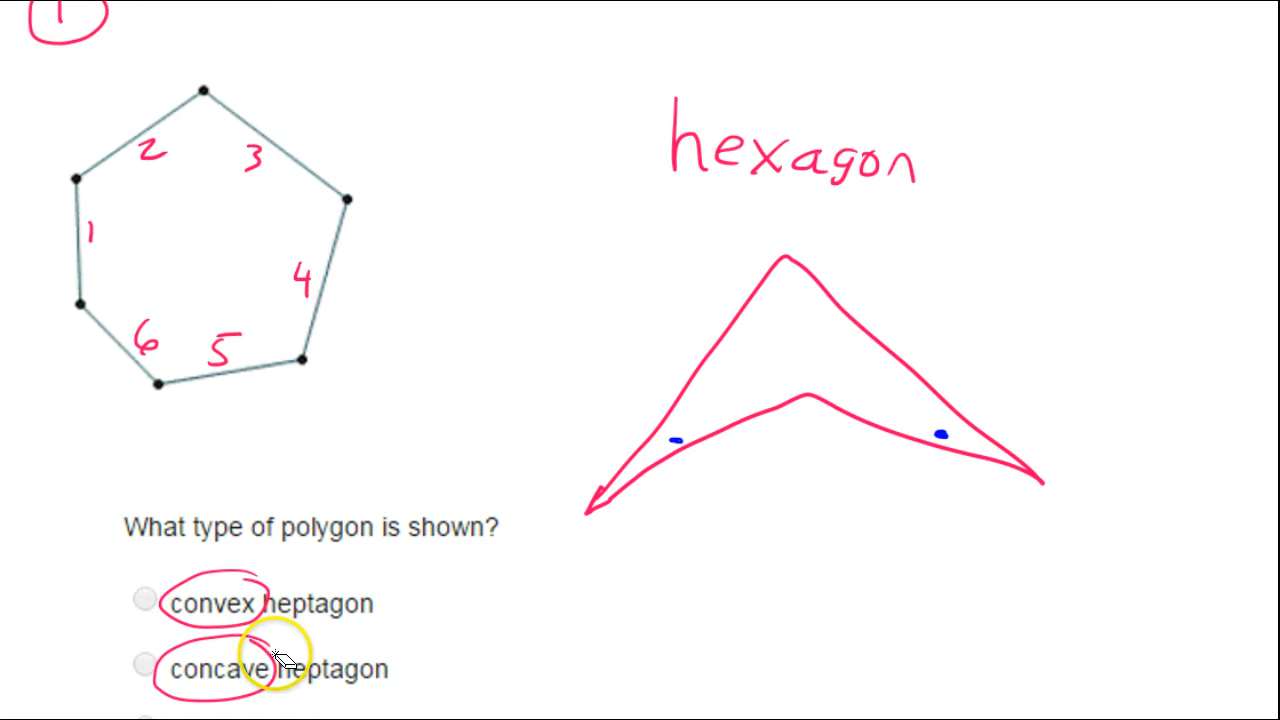 1
hexagon
2
3
1
4
6
5
What type of polygon is shown?
convex heptagon
concave heptagon